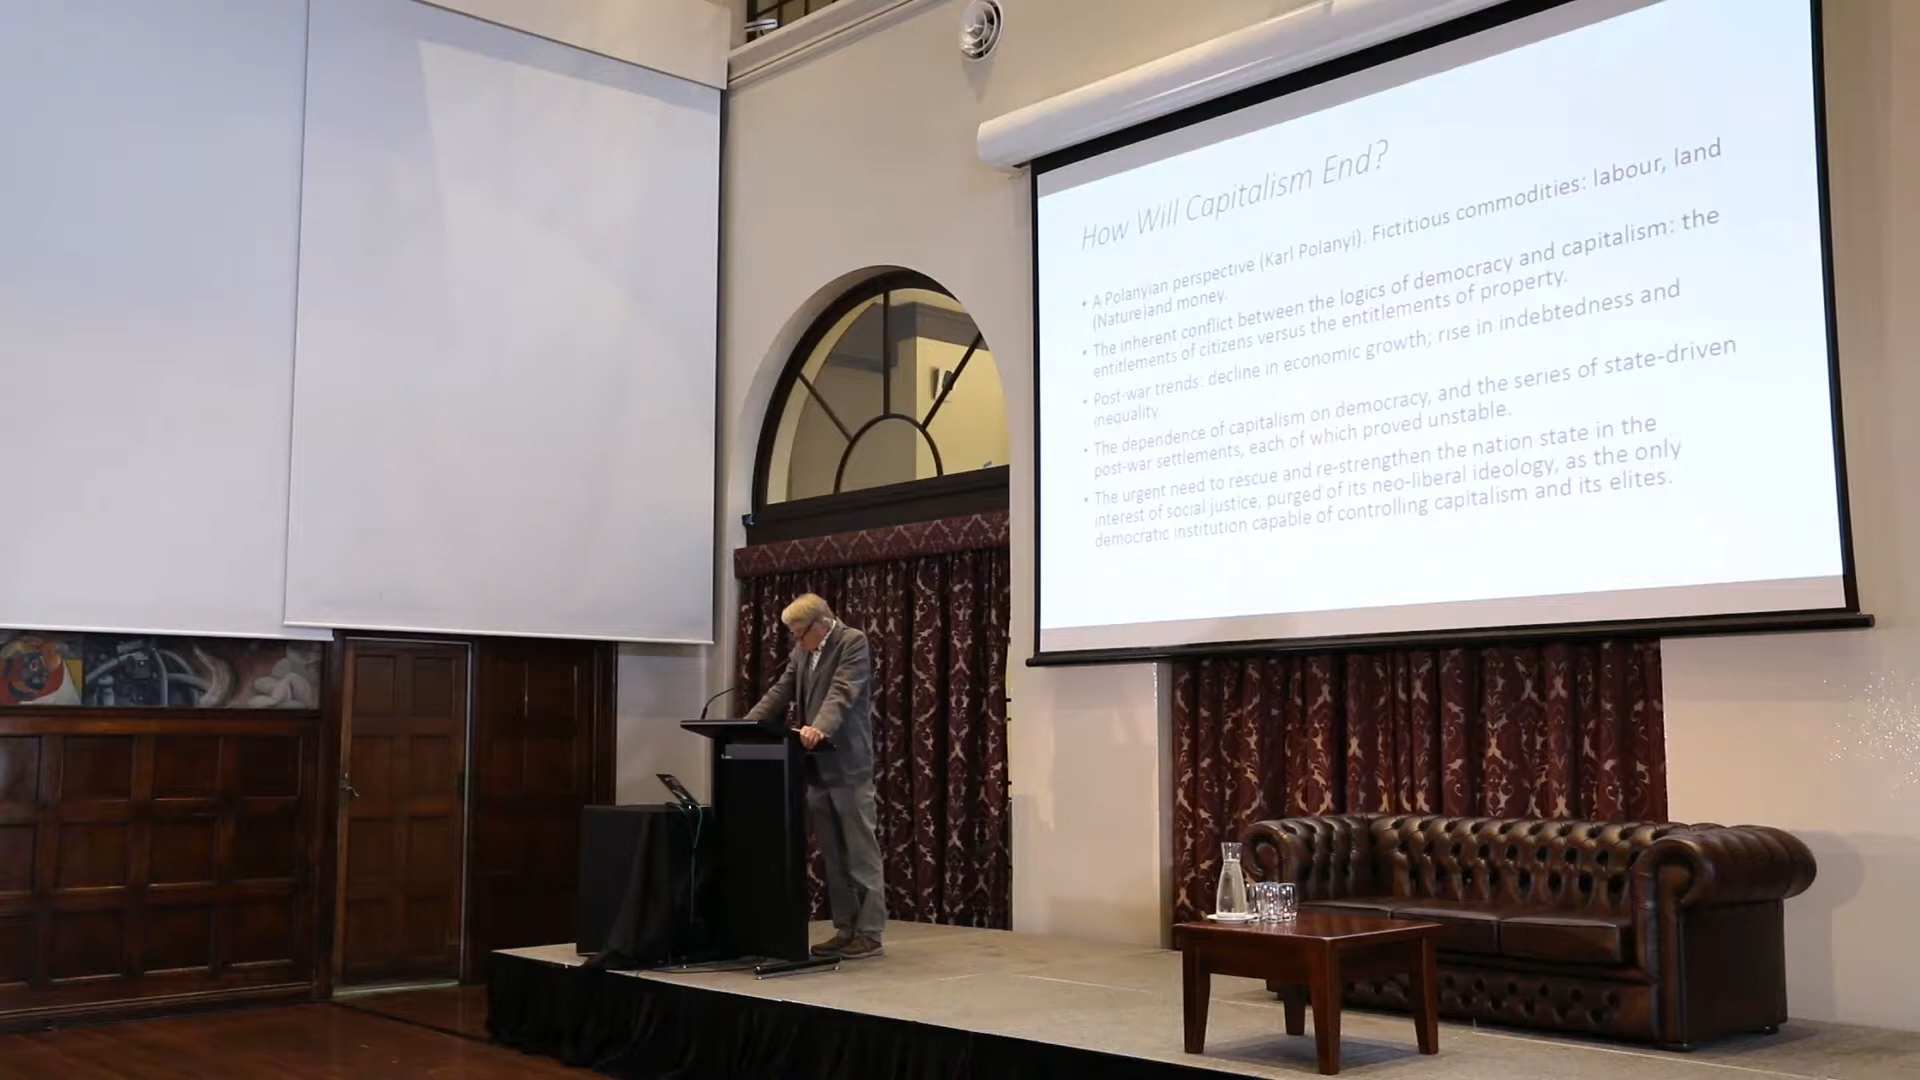 How Will Capitalism End?
• A Polanyian perspective (Karl Polanyi). Fictitious commodities: labour, land
(Nature)and money.
• The inherent conflict between the logics of democracy and capitalism: the
entitlements of citizens versus the entitlements of property.
• Post-war trends: decline in economic growth; rise in indebtedness and
inequality.
• The dependence of capitalism on democracy, and the series of state-driven
post-war settlements, each of which proved unstable.
• The urgent need to rescue and re-strengthen the nation state in the
interest of social justice, purged of its neo-liberal ideology, as the only
democratic institution capable of controlling capitalism and its elites.